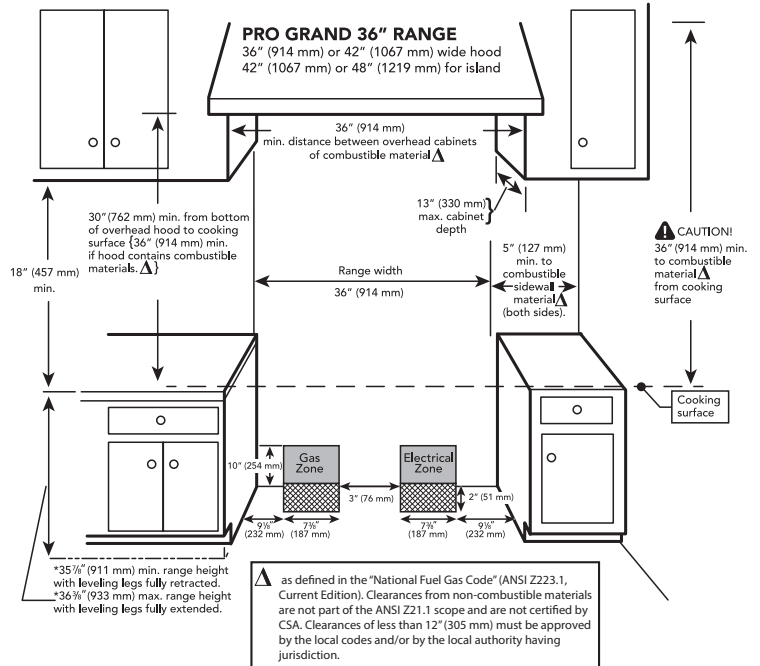 PRO GRAND 36" RANGE
36" (914 mm) or 42" (1067 mm) wide hood
42" (1067 mm) or 48" (1219 mm) for island
36" (914 mm)
min. distance between overhead cabinets
of combustible material Δ
13" (330 mm)
max. cabinet
depth
30"(762 mm) min. from bottom
of overhead hood to cooking
surface {36" (914 mm) min.
if hood contains combustible
materials. Δ}
18" (457 mm)
min.
Range width
36" (914 mm)
5" (127 mm)
min. to
combustible
sidewall
material Δ
(both sides).
CAUTION!
36" (914 mm) min.
to combustible
material Δ
from cooking
surface
Cooking
surface
10" (254 mm)
Gas
Zone
Electrical
Zone
3" (76 mm)
2" (51 mm)
9⅛"
(232 mm)
7⅜"
(187 mm)
7⅜"
(187 mm)
9⅛"
(232 mm)
*35⅞" (911 mm) min. range height
with leveling legs fully retracted.
*36¾" (933 mm) max. range height
with leveling legs fully extended.
Δ as defined in the "National Fuel Gas Code" (ANSI Z223.1,
Current Edition). Clearances from non-combustible materials
are not part of the ANSI Z21.1 scope and are not certified by
CSA. Clearances of less than 12" (305 mm) must be approved
by the local codes and/or by the local authority having
jurisdiction.